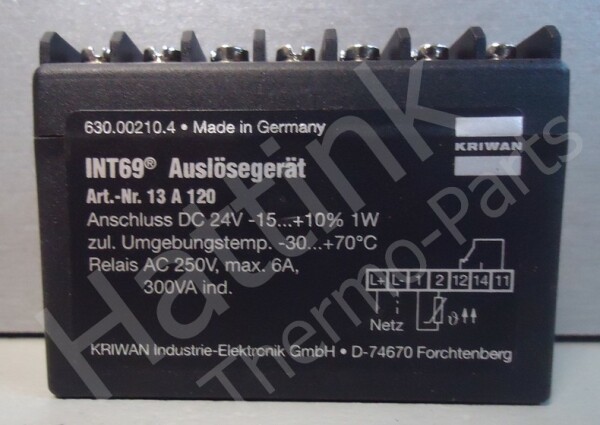 630.00210.4 • Made in Germany
KRIWAN
INT69® Auslösegerät
Art.-Nr. 13 A 120
Anschluss DC 24V -15...+10% 1W
zul. Umgebungstemp. -30...+70°C
Relais AC 250V, max. 6A,
300VA ind.
L+ L- 1 2 12 14 11
Netz ϑ
KRIWAN Industrie-Elektronik GmbH • D-74670 Forchtenberg
Hattink
Thermo-Parts